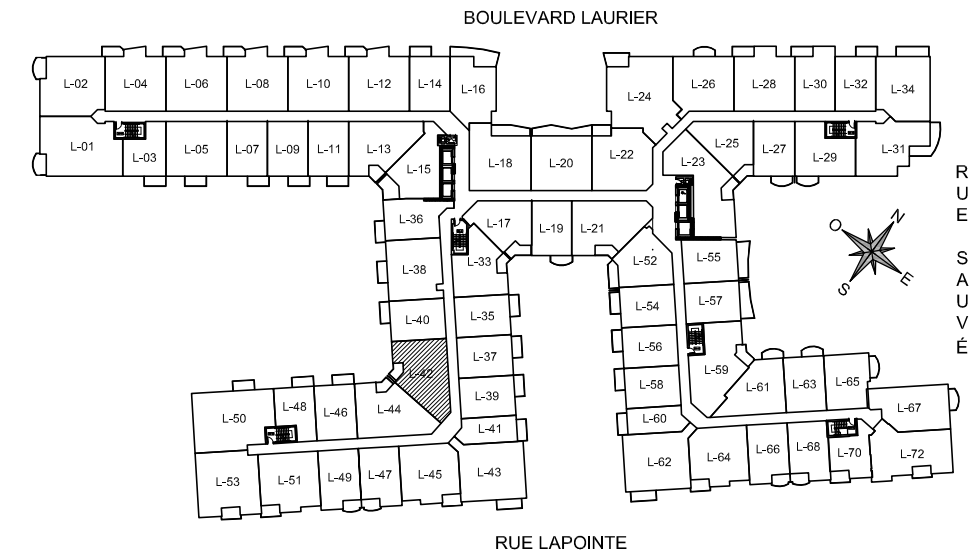 BOULEVARD LAURIER
L-02 L-04 L-06 L-08 L-10 L-12 L-14 L-16
L-24 L-26 L-28 L-30 L-32 L-34
L-01 L-03 L-05 L-07 L-09 L-11 L-13 L-15
L-18 L-20 L-22 L-23 L-25 L-27 L-29 L-31
L-36 L-17 L-19 L-21
L-38 L-33 L-52 L-55
L-40 L-35 L-54 L-57
L-42 L-37 L-56 L-59
L-50 L-48 L-46 L-44 L-39 L-58 L-61 L-63 L-65
L-41 L-60 L-67
L-53 L-51 L-49 L-47 L-45 L-43
L-62 L-64 L-66 L-68 L-70 L-72
O N
S E
RUE SAUVÉ
RUE LAPOINTE